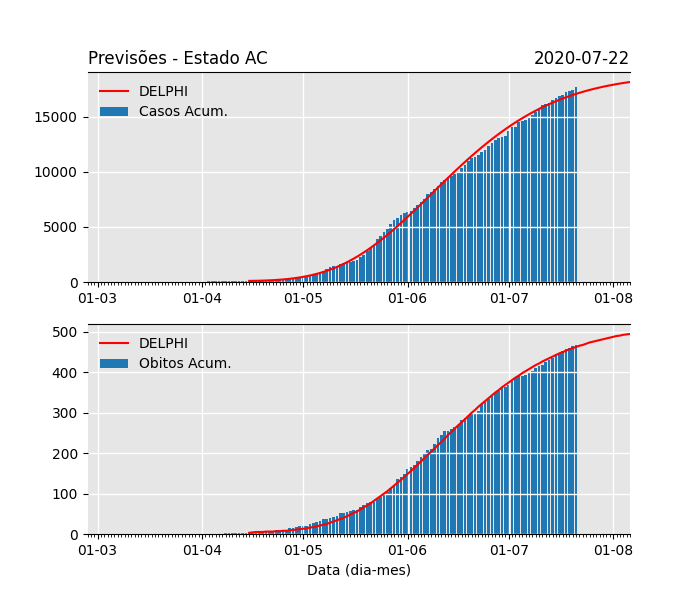 Previsões - Estado AC 2020-07-22
DELPHI
Casos Acum.
15000
10000
5000
0
01-03 01-04 01-05 01-06 01-07 01-08
DELPHI
Obitos Acum.
500
400
300
200
100
0
01-03 01-04 01-05 01-06 01-07 01-08
Data (dia-mes)